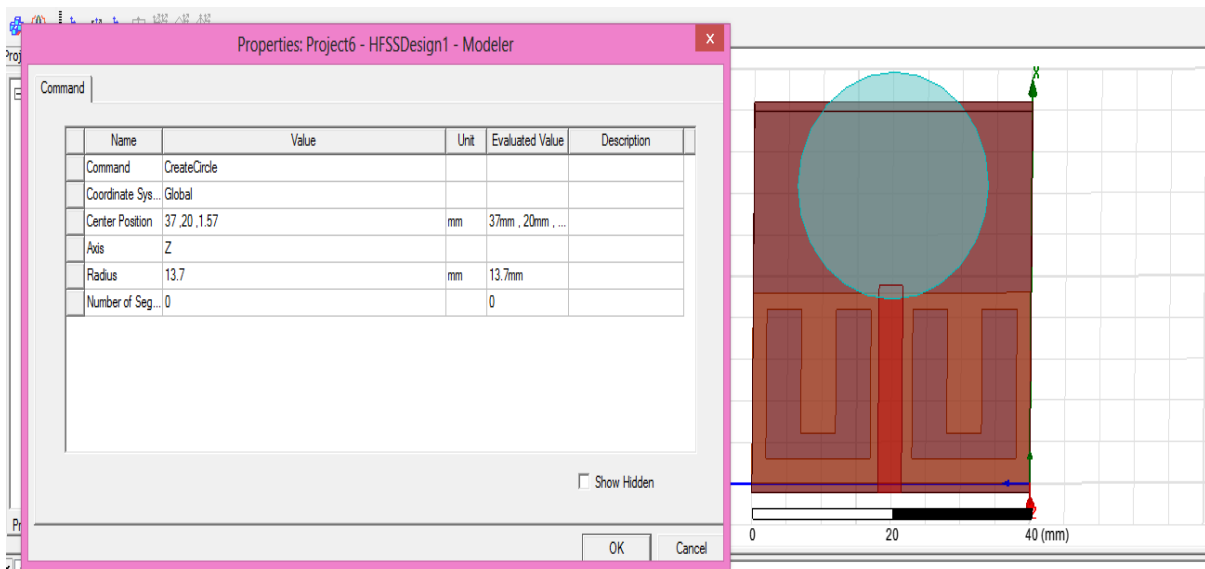 Properties: Project6 - HFSSDesign1 - Modeler
x
Proj
Command
Name Value Unit Evaluated Value Description
Command CreateCircle
Coordinate Sys... Global
Center Position 37 ,20 ,1.57 mm 37mm , 20mm , ...
Axis Z
Radius 13.7 mm 13.7mm
Number of Seg... 0 0
Show Hidden
OK Cancel
Pr
X
Z
0 20 40 (mm)